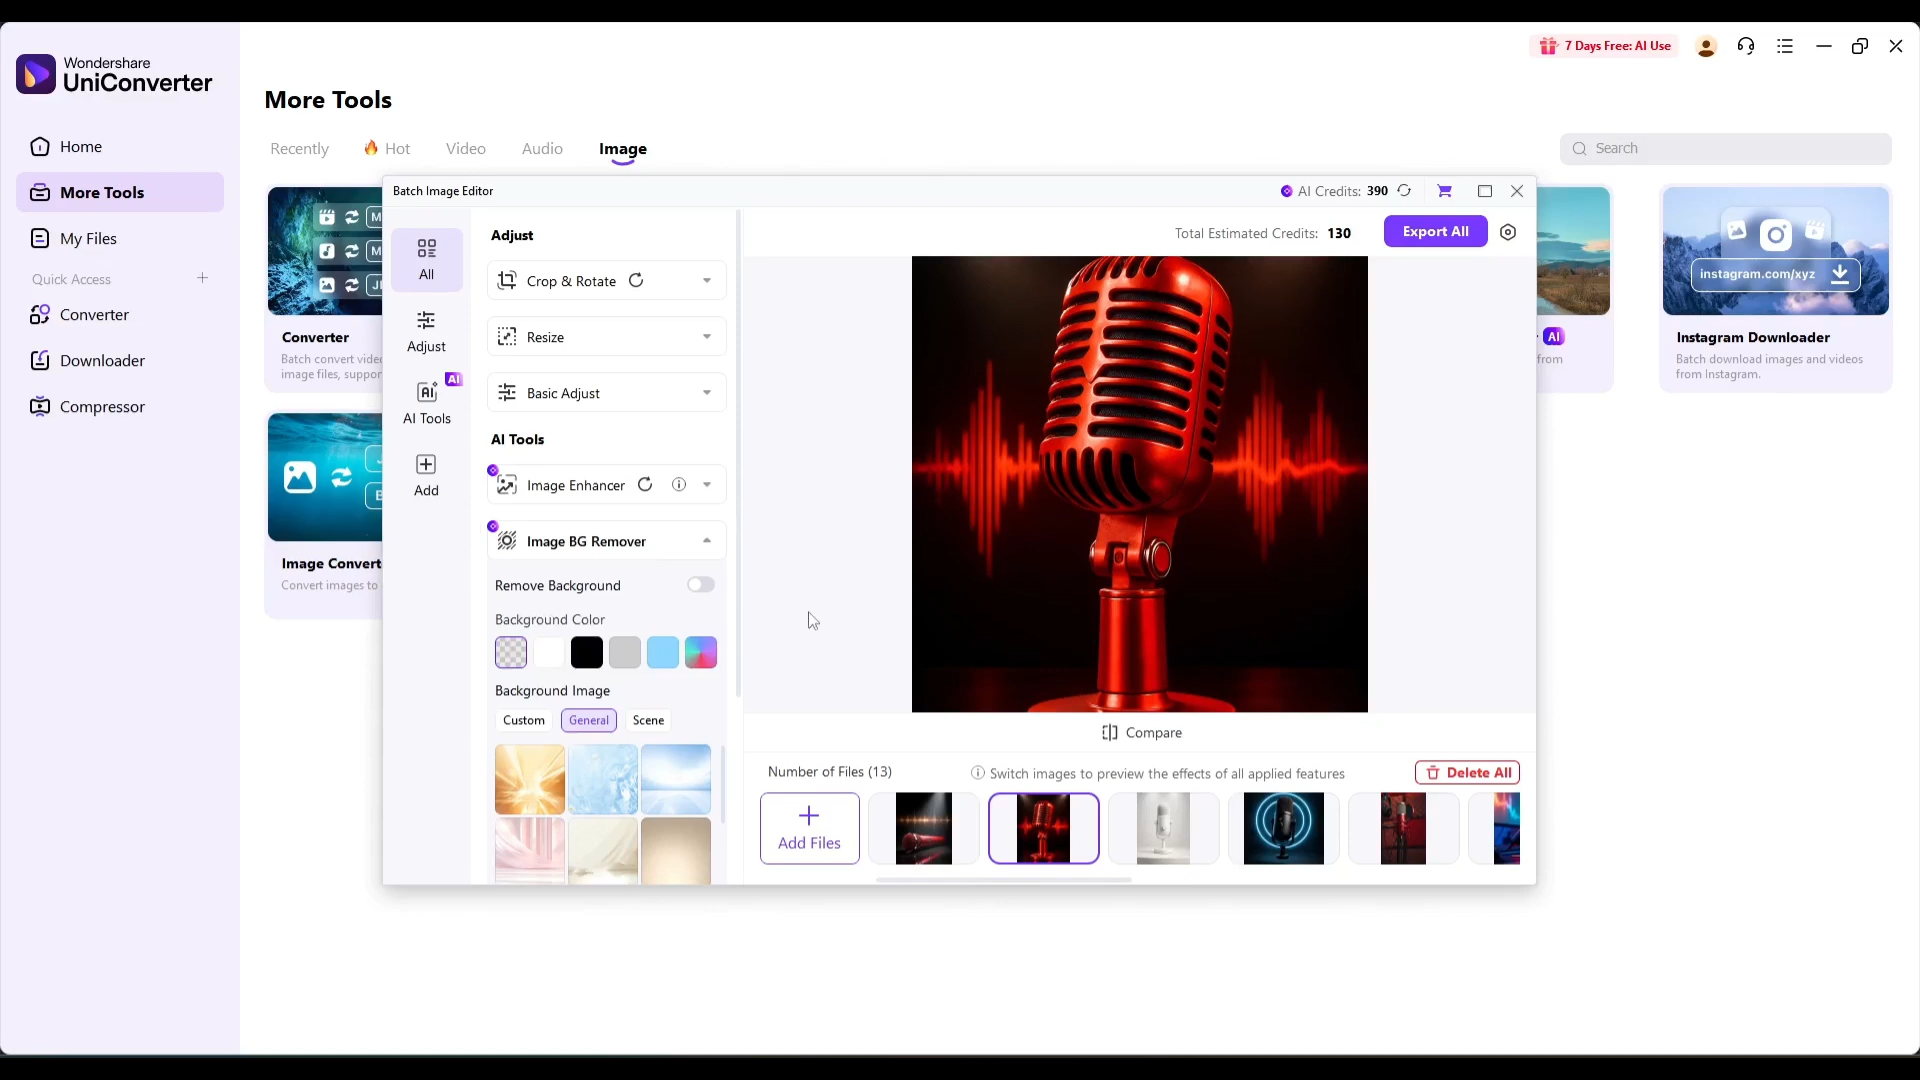 Wondershare
UniConverter
7 Days Free: AI Use
Home
More Tools
My Files
Quick Access
Converter
Downloader
Compressor
More Tools
Recently
Hot
Video
Audio
Image
Search
Converter
Batch convert
image files,
Convert images to
AI
from
instagram.com/xyz
Instagram Downloader
Batch download images and videos
from Instagram.
Batch Image Editor
AI Credits: 390
Total Estimated Credits: 130
Export All
All
Adjust
AI
AI Tools
Add
Adjust
Crop & Rotate
Resize
Basic Adjust
AI Tools
Image Enhancer
Image BG Remover
Remove Background
Background Color
Background Image
Custom
General
Scene
Compare
Number of Files (13)
Switch images to preview the effects of all applied features
Delete All
Add Files